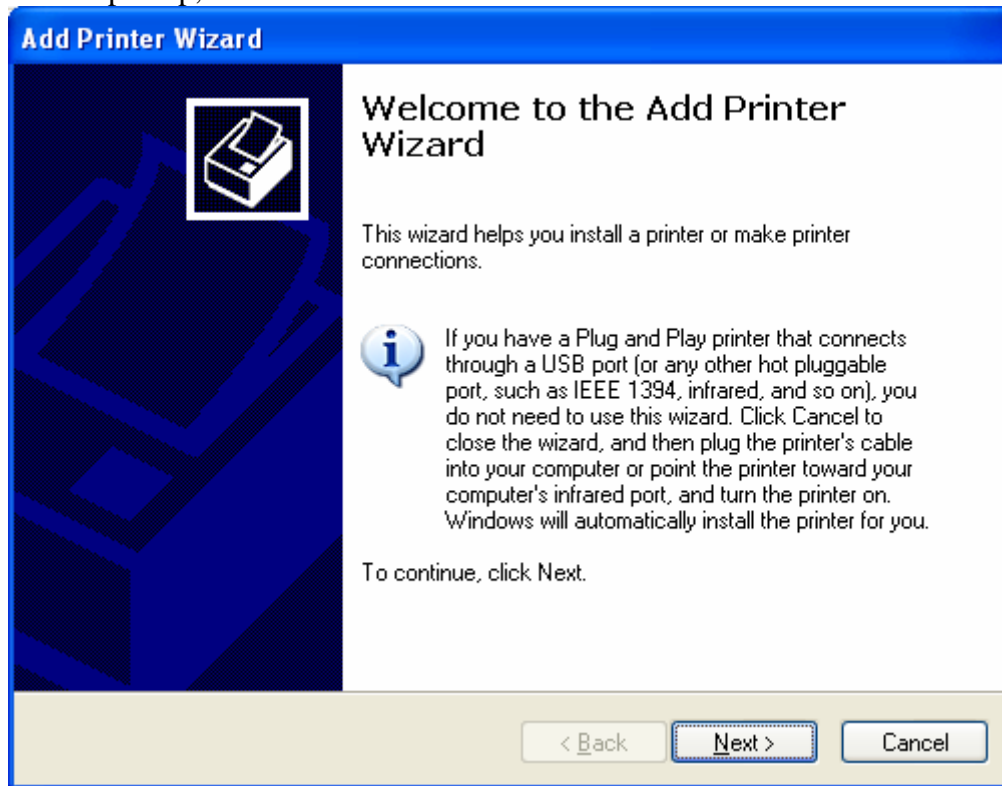 Add Printer Wizard
Welcome to the Add Printer
Wizard
This wizard helps you install a printer or make printer
connections.
If you have a Plug and Play printer that connects
through a USB port (or any other hot pluggable
port, such as IEEE 1394, infrared, and so on), you
do not need to use this wizard. Click Cancel to
close the wizard, and then plug the printer's cable
into your computer or point the printer toward your
computer's infrared port, and turn the printer on.
Windows will automatically install the printer for you.
To continue, click Next.
< Back Next > Cancel